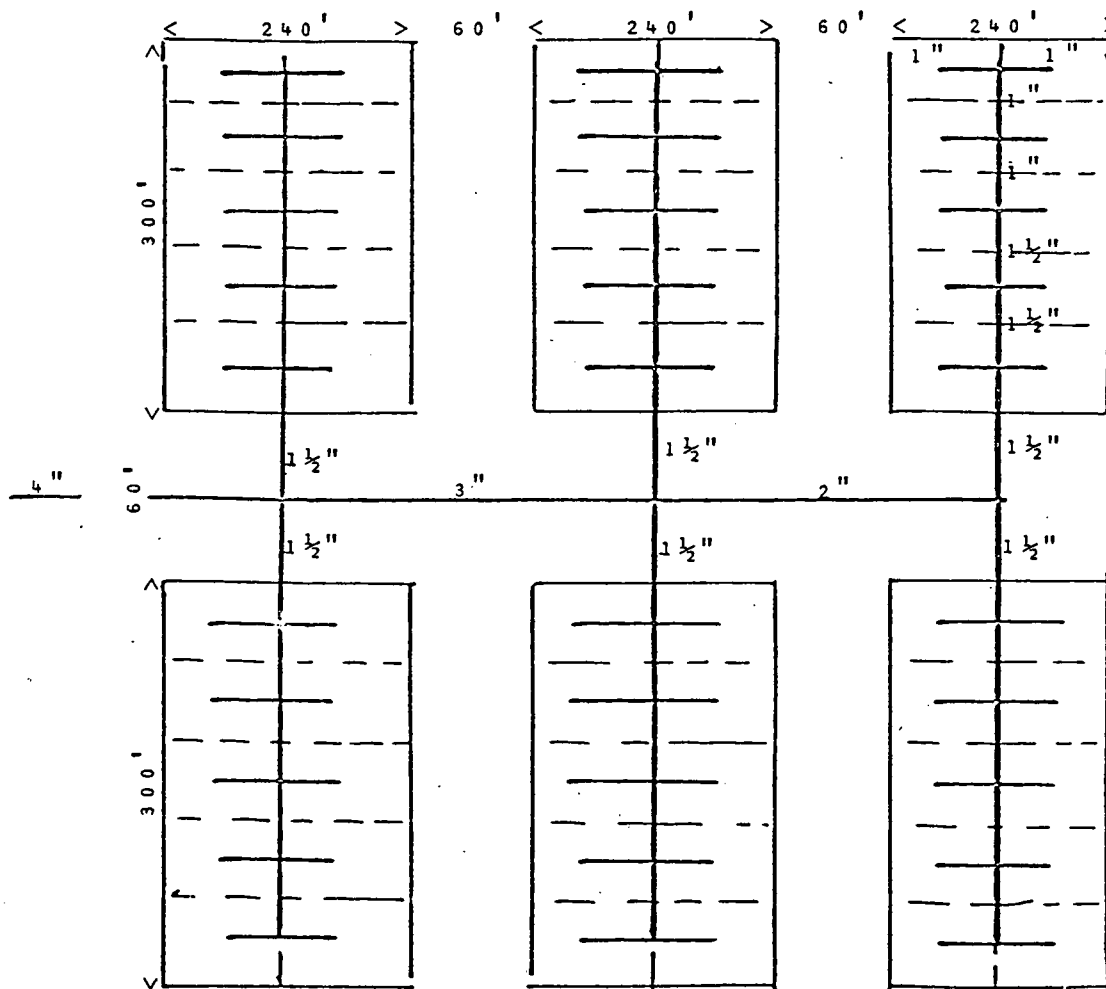 < 240' > 60' < 240' > 60' < 240'
1" 1"
1"
1"
300'
1 ½"
1 ½"
1 ½" 1 ½" 1 ½"
4" 60' 3" 2"
1 ½" 1 ½" 1 ½"
300'